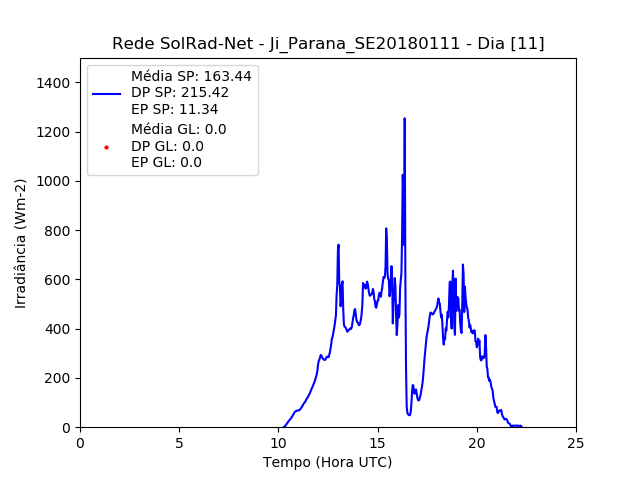 Rede SolRad-Net - Ji_Parana_SE20180111 - Dia [11]
Média SP: 163.44
DP SP: 215.42
EP SP: 11.34
Média GL: 0.0
DP GL: 0.0
EP GL: 0.0
Irradiância (Wm-2)
1400
1200
1000
800
600
400
200
0
0 5 10 15 20 25
Tempo (Hora UTC)